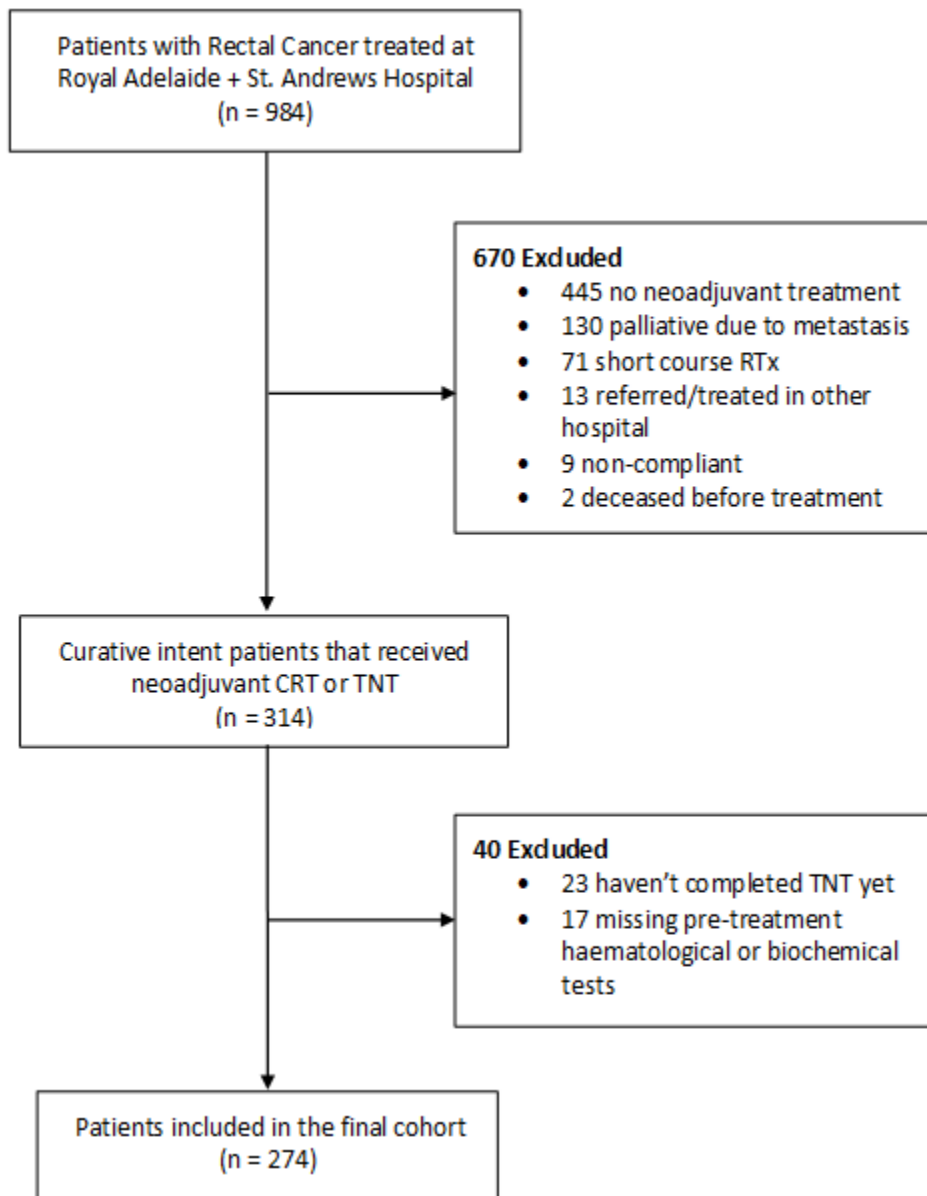 Patients with Rectal Cancer treated at
Royal Adelaide + St. Andrews Hospital
(n = 984)
670 Excluded
• 445 no neoadjuvant treatment
• 130 palliative due to metastasis
• 71 short course RTx
• 13 referred/treated in other
hospital
• 9 non-compliant
• 2 deceased before treatment
Curative intent patients that received
neoadjuvant CRT or TNT
(n = 314)
40 Excluded
• 23 haven't completed TNT yet
• 17 missing pre-treatment
haematological or biochemical
tests
Patients included in the final cohort
(n = 274)